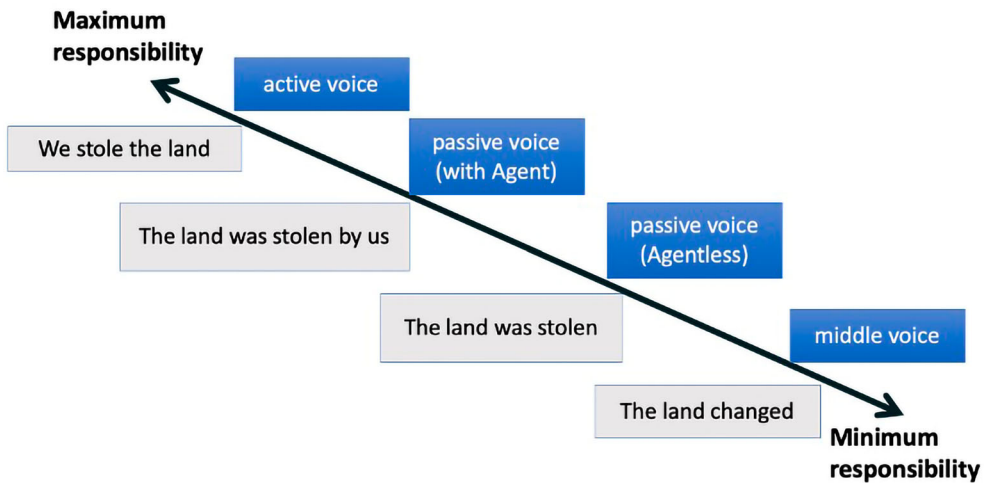 Maximum
responsibility
active voice
We stole the land
passive voice
(with Agent)
The land was stolen by us
passive voice
(Agentless)
The land was stolen
middle voice
The land changed
Minimum
responsibility